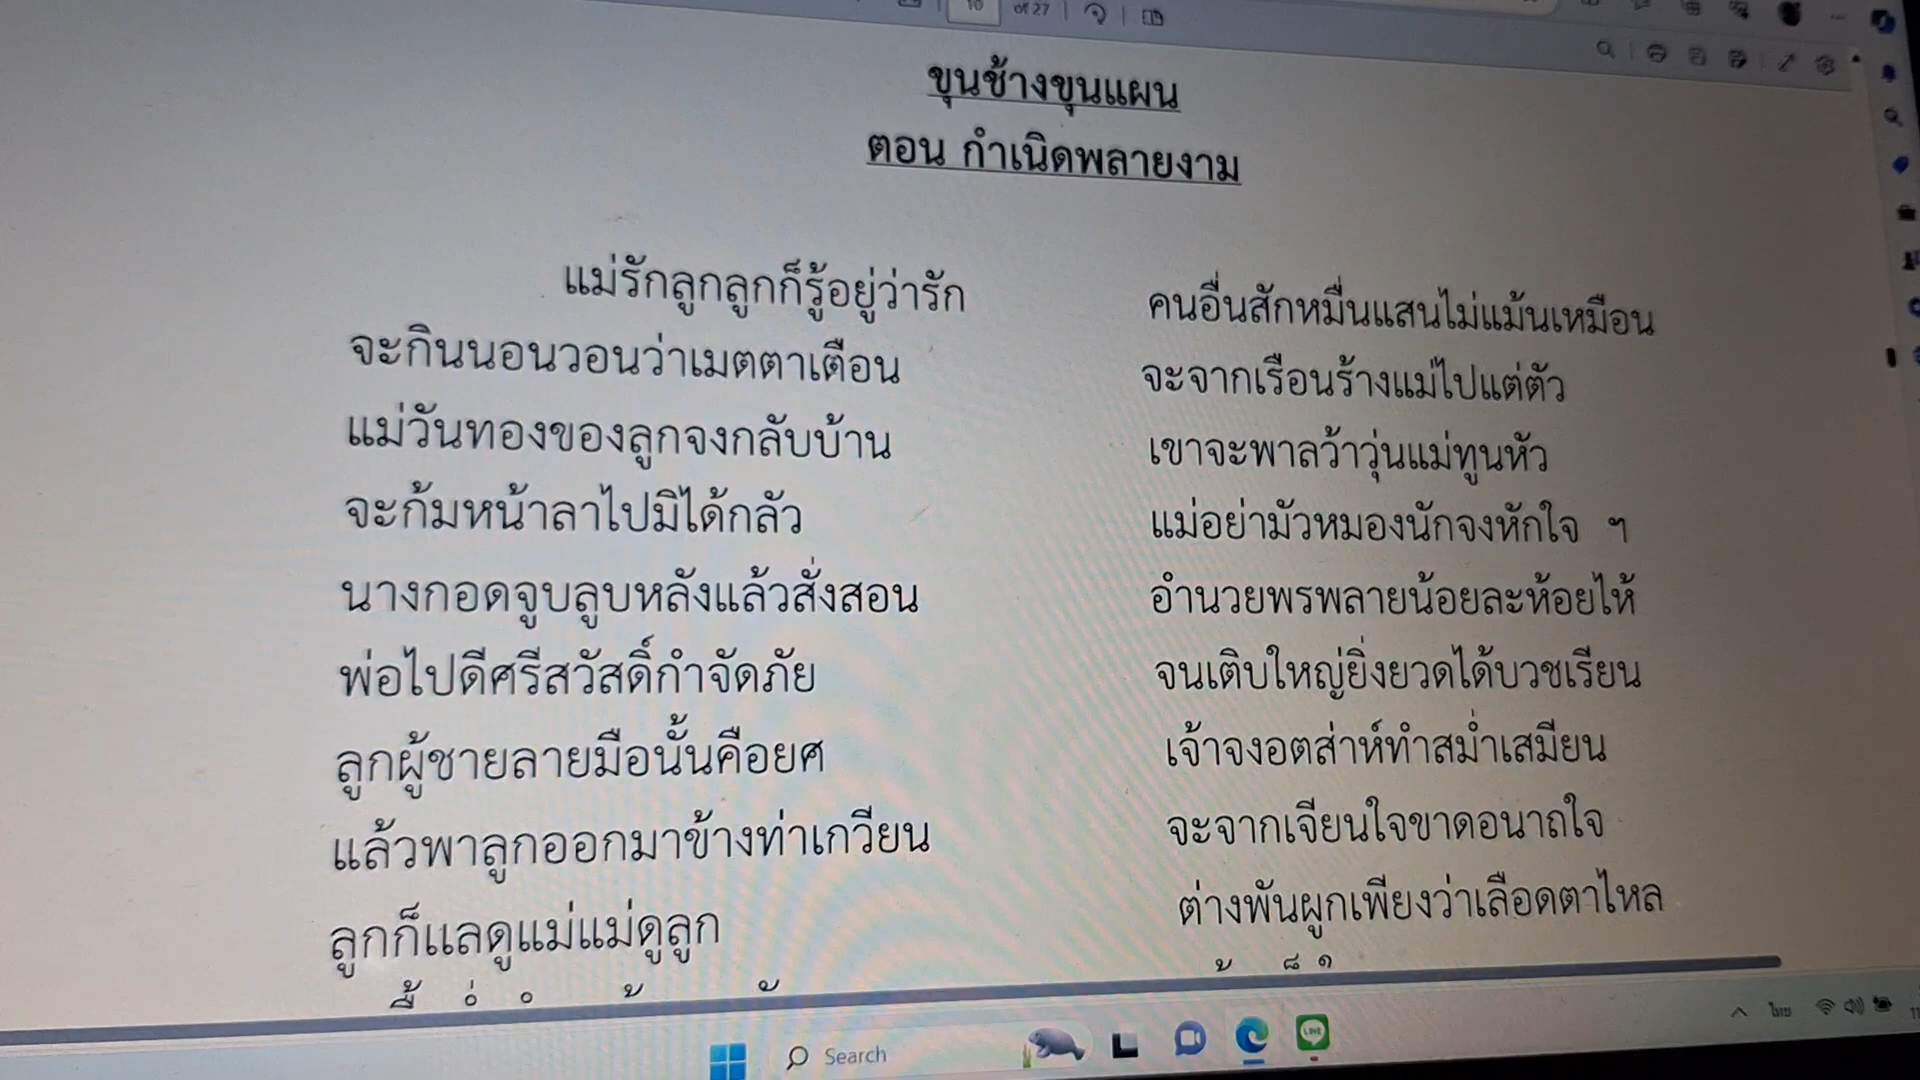 10 of 27
ขุนช้างขุนแผน
ตอน กำเนิดพลายงาม
แม่รักลูกลูกก็รู้อยู่ว่ารัก คนอื่นสักหมื่นแสนไม่แม้นเหมือน
จะกินนอนวอนว่าเมตตาเตือน จะจากเรือนร้างแม่ไปแต่ตัว
แม่วันทองของลูกจงกลับบ้าน เขาจะพาลว้าวุ่นแม่ทูนหัว
จะก้มหน้าลาไปมิได้กลัว แม่อย่ามัวหมองนักจงหักใจ ฯ
นางกอดจูบลูบหลังแล้วสั่งสอน อำนวยพรพลายน้อยละห้อยไห้
พ่อไปดีศรีสวัสดิ์กำจัดภัย จนเติบใหญ่ยิ่งยวดได้บวชเรียน
ลูกผู้ชายลายมือนั้นคือยศ เจ้าจงอตส่าห์ทำสม่ำเสมียน
แล้วพาลูกออกมาข้างท่าเกวียน จะจากเจียนใจขาดอนาถใจ
ลูกก็แลดูแม่แม่ดูลูก ต่างพันผูกเพียงว่าเลือดตาไหล
Search
LINE
ไทย